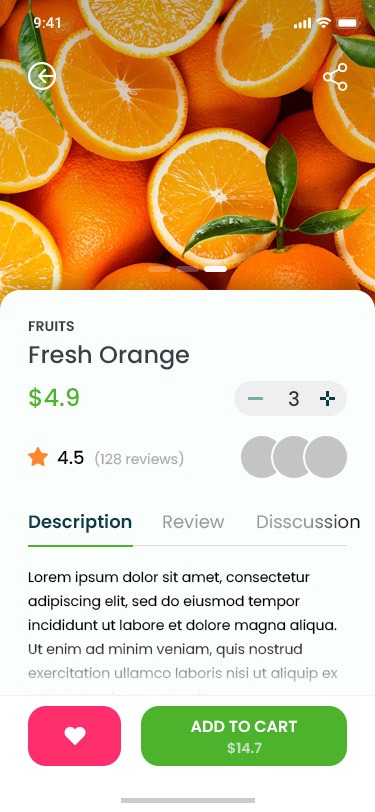 9:41
FRUITS
Fresh Orange
$4.9
3
4.5 (128 reviews)
Description Review Disscussion
Lorem ipsum dolor sit amet, consectetur
adipiscing elit, sed do eiusmod tempor
incididunt ut labore et dolore magna aliqua.
Ut enim ad minim veniam, quis nostrud
exercitation ullamco laboris nisi ut aliquip ex
ADD TO CART
$14.7